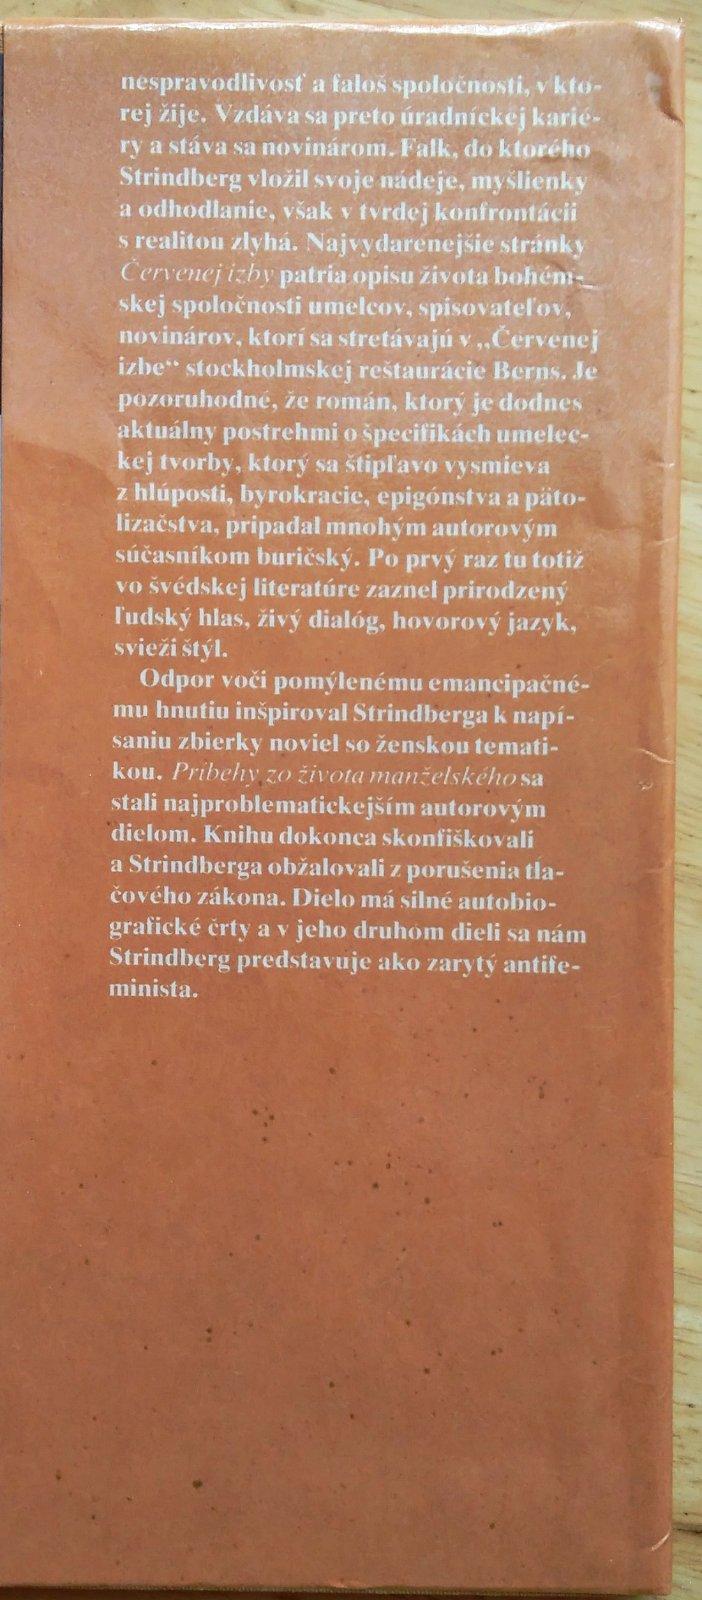 nespravodlivosť a faloš spoločnosti, v kto-
rej žije. Vzdáva sa preto úradníckej karié-
ry a stáva sa novinárom. Falk, do ktorého
Strindberg vložil svoje nádeje, myšlienky
a odhodlanie, však v tvrdej konfrontácii
s realitou zlyhá. Najvydarenejšie stránky
Červenej izby patria opisu života bohém-
skej spoločnosti umelcov, spisovateľov,
novinárov, ktorí sa stretávajú v „Červenej
izbe“ stockholmskej reštaurácie Berns. Je
pozoruhodné, že román, ktorý je dodnes
aktuálny postrehmi o špecifikách umelec-
kej tvorby, ktorý sa štipľavo vysmieva
z hlúposti, byrokracie, epigónstva a päto-
lizačstva, pripadal mnohým autorovým
súčasníkom buričský. Po prvý raz tu totiž
vo švédskej literatúre zaznel prirodzený
ľudský hlas, živý dialóg, hovorový jazyk,
svieži štýl.
Odpor voči pomýlenému emancipačné-
mu hnutiu inšpiroval Strindberga k napí-
saniu zbierky noviel so ženskou temati-
kou. Príbehy zo života manželského sa
stali najproblematickejším autorovým
dielom. Knihu dokonca skonfiškovali
a Strindberga obžalovali z porušenia tla-
čového zákona. Dielo má silné autobio-
grafické črty a v jeho druhom dieli sa nám
Strindberg predstavuje ako zarytý antife-
minista.